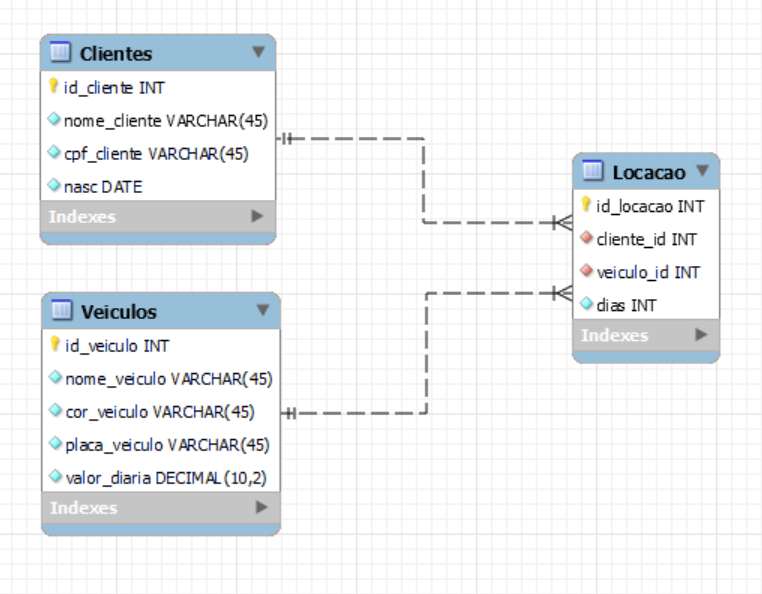 Clientes
id_cliente INT
nome_cliente VARCHAR(45)
cpf_cliente VARCHAR(45)
nasc DATE
Indexes
Veiculos
id_veiculo INT
nome_veiculo VARCHAR(45)
cor_veiculo VARCHAR(45)
placa_veiculo VARCHAR(45)
valor_diaria DECIMAL(10,2)
Indexes
Locacao
id_locacao INT
cliente_id INT
veiculo_id INT
dias INT
Indexes